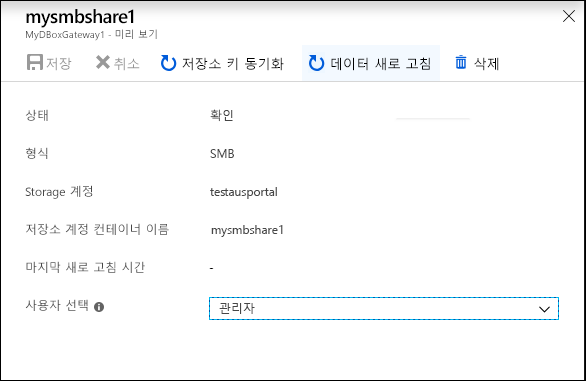 mysmbshare1
MyDBoxGateway1 - 미리 보기
저장 취소 저장소 키 동기화 데이터 새로 고침 삭제
상태 확인
형식 SMB
Storage 계정 testausportal
저장소 계정 컨테이너 이름 mysmbshare1
마지막 새로 고침 시간 -
사용자 선택 관리자